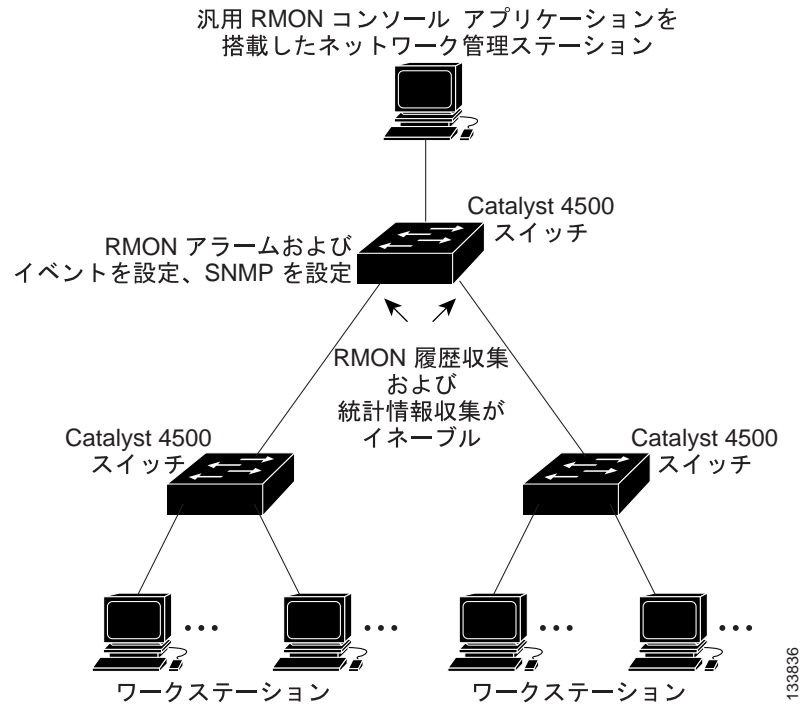 汎用 RMON コンソール アプリケーションを
搭載したネットワーク管理ステーション
Catalyst 4500
スイッチ
RMON アラームおよび
イベントを設定、SNMP を設定
RMON 履歴収集
および
統計情報収集が
イネーブル
Catalyst 4500
スイッチ
Catalyst 4500
スイッチ
ワークステーション
ワークステーション
133836